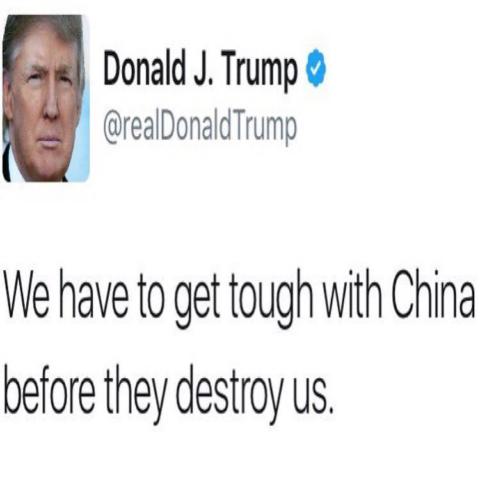 Donald J. Trump
@realDonaldTrump
We have to get tough with China
before they destroy us.